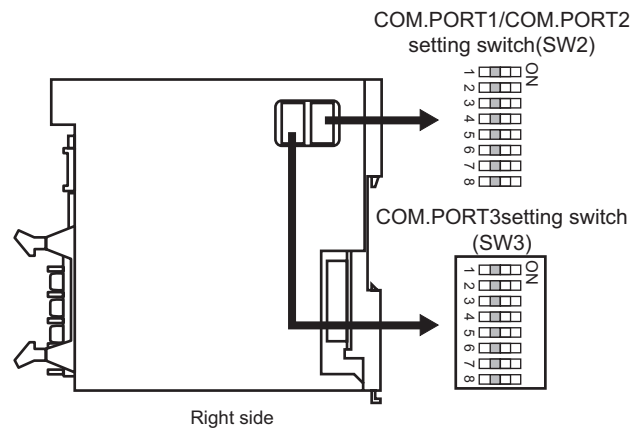 COM.PORT1/COM.PORT2
setting switch(SW2)
ON
1
2
3
4
5
6
7
8
COM.PORT3setting switch
(SW3)
ON
1
2
3
4
5
6
7
8
Right side